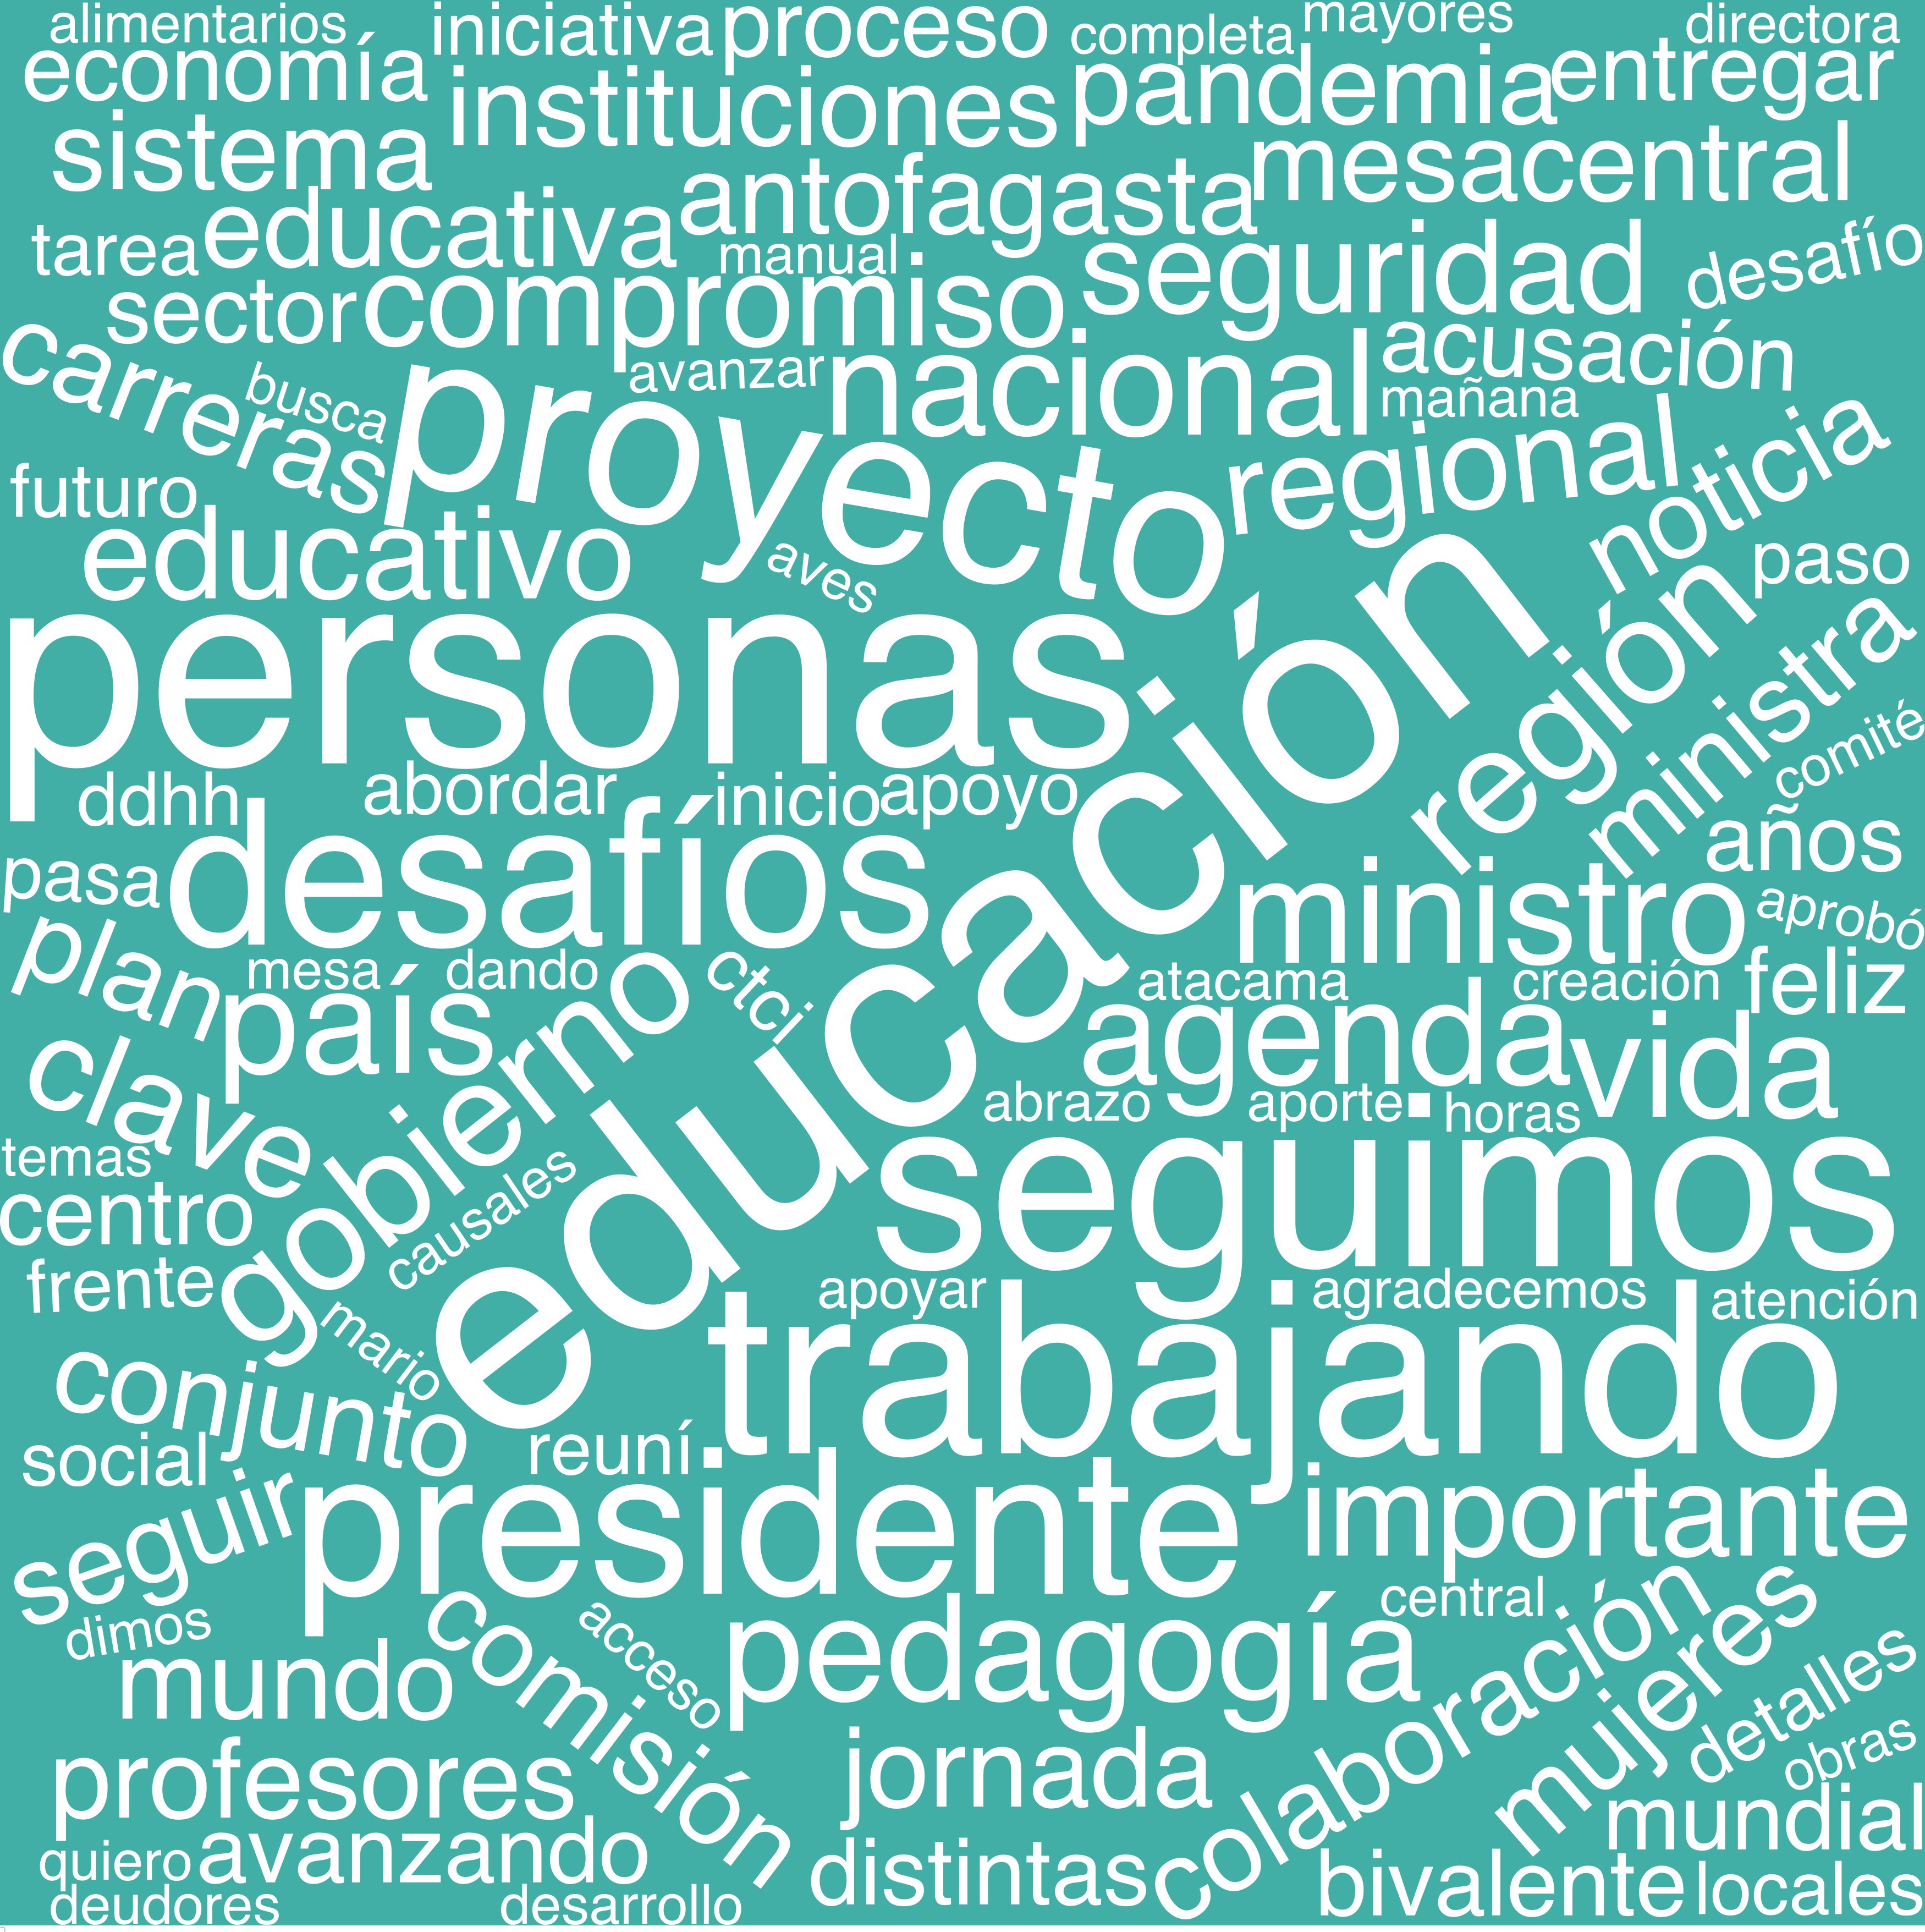 alimentarios
iniciativa
proceso
completa
mayores
directora
economía
instituciones
pandemia
entregar
sistema
antofagasta
mesacentral
tarea
educativa
manual
seguridad
desafío
sector
compromiso
carreras
busca
avanzar
nacional
acusación
mañana
proyecto
regional
noticia
futuro
educativo
aves
paso
personas
educación
región
ministra
comité
ddhh
abordar
inicio
apoyo
pasa
desafíos
ministro
años
aprobó
plan
mesa
dando
país
gobierno
ctci
atacama
creación
feliz
clave
agenda
vida
abrazo
aporte
horas
temas
centro
causales
seguimos
frente
mario
apoyar
agradecemos
atención
conjunto
trabajando
social
reuní
seguir
presidente
importante
dimos
comisión
acceso
pedagogía
central
colaboración
mujeres
detalles
obras
mundo
profesores
jornada
mundial
quiero
avanzando
distintas
bivalente
locales
deudores
desarrollo